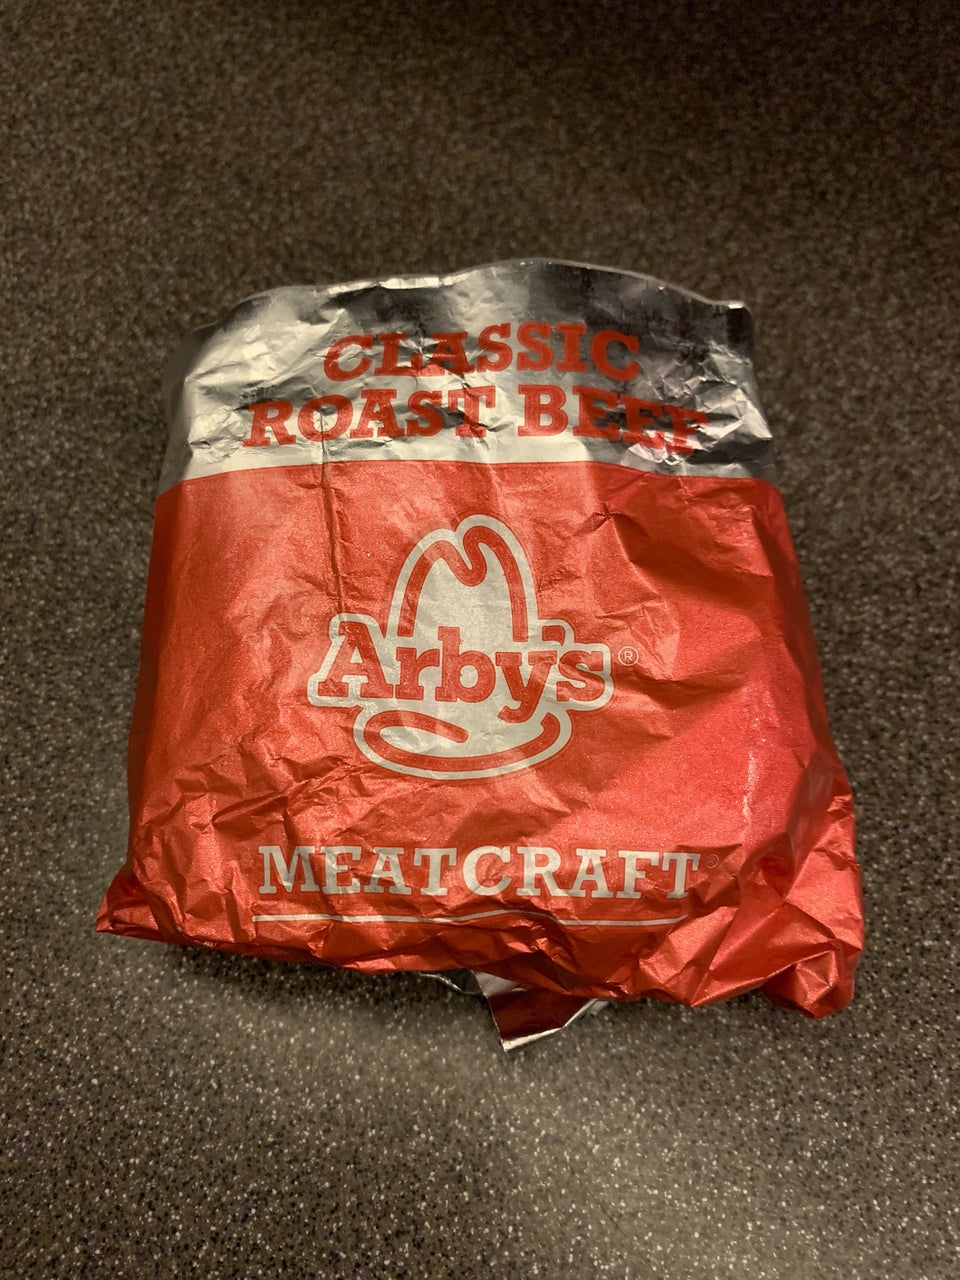 CLASSIC
ROAST BEEF
Arby's®
MEATCRAFT®